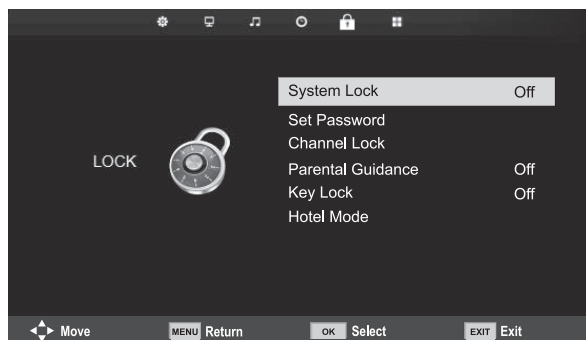 LOCK
System Lock Off
Set Password
Channel Lock
Parental Guidance Off
Key Lock Off
Hotel Mode
Move MENU Return OK Select EXIT Exit